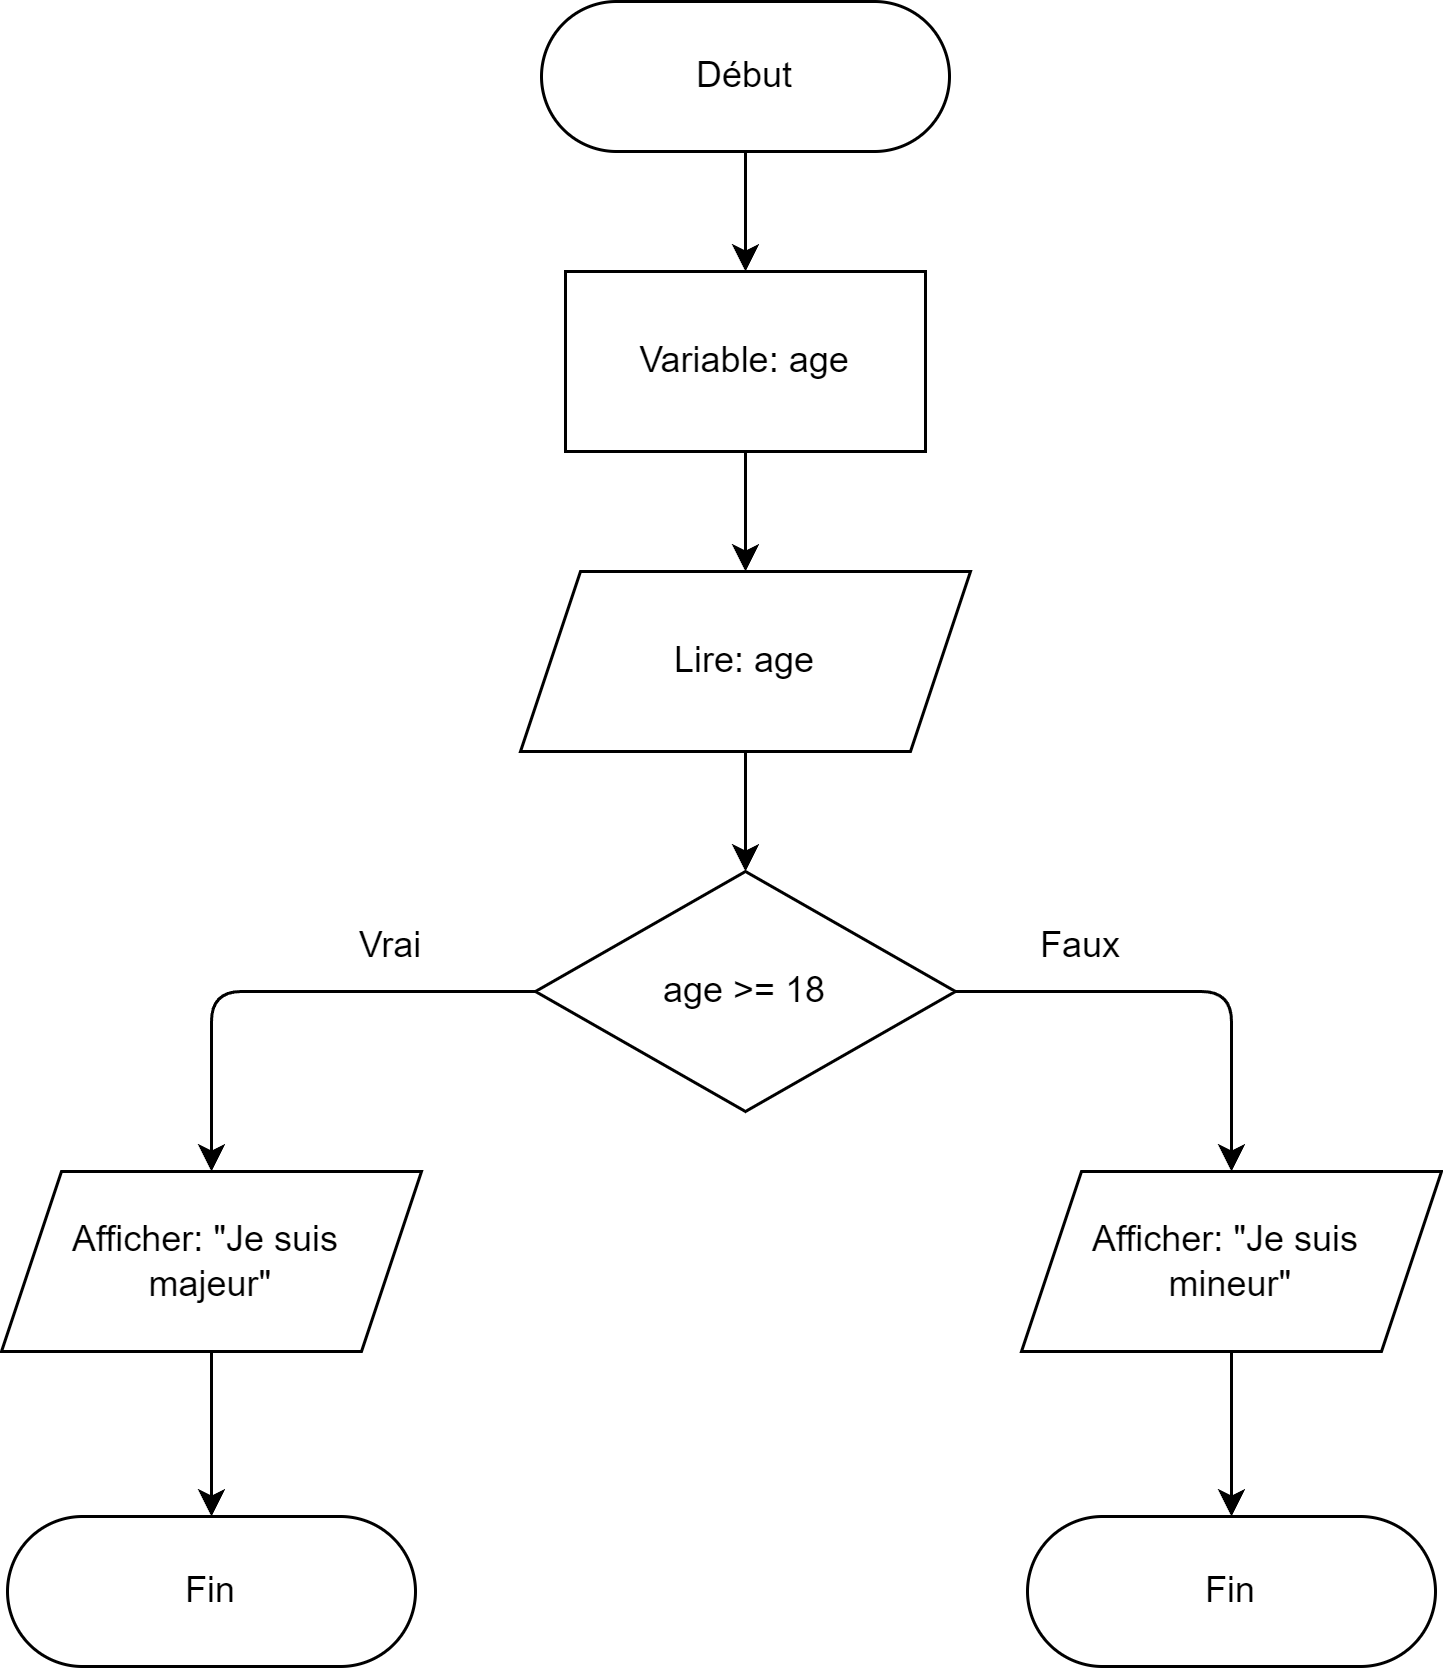 Début
Variable: age
Lire: age
Vrai
Faux
age >= 18
Afficher: "Je suis
majeur"
Afficher: "Je suis
mineur"
Fin
Fin